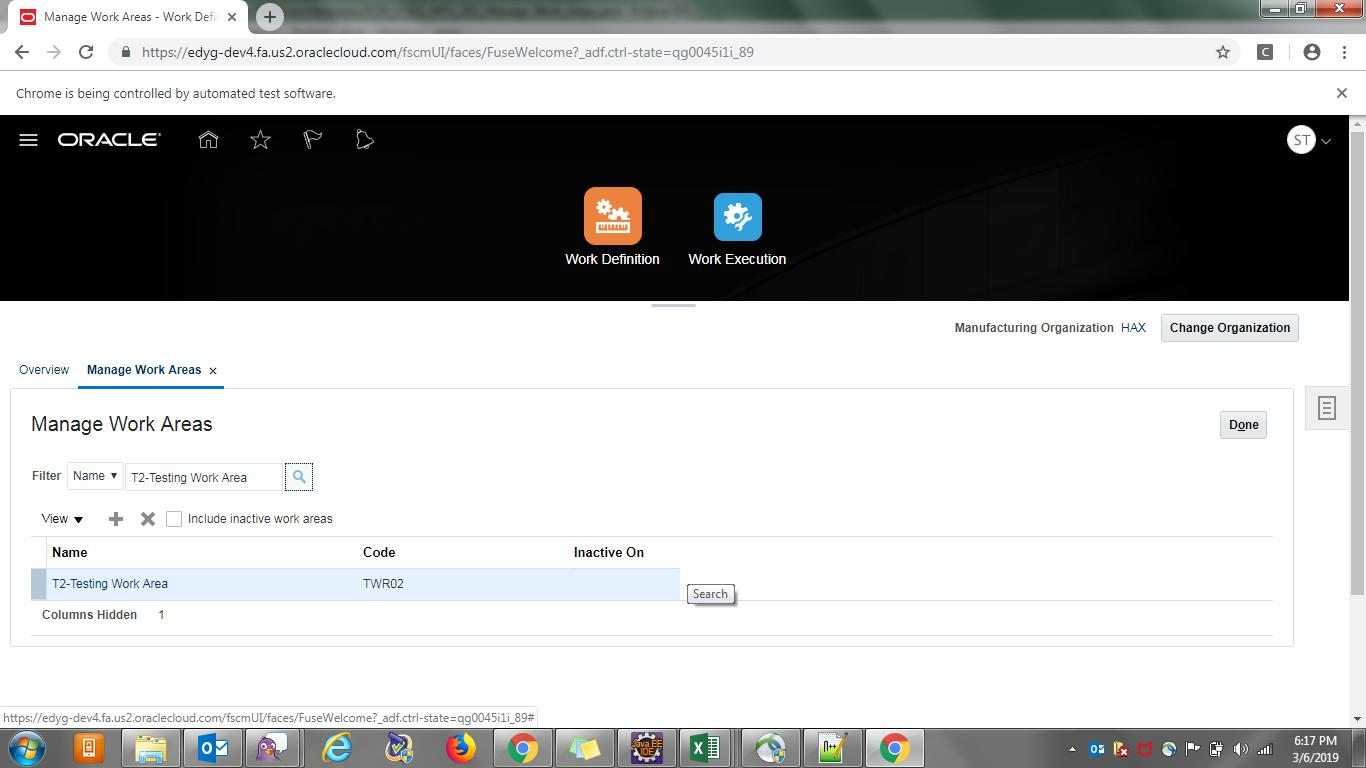 Manage Work Areas - Work Defin
https://edyg-dev4.fa.us2.oraclecloud.com/fscmUI/faces/FuseWelcome?_adf.ctrl-state=qg0045i1i_89
C
Chrome is being controlled by automated test software.
ORACLE
ST
Work Definition Work Execution
Manufacturing Organization HAX Change Organization
Overview Manage Work Areas
Manage Work Areas Done
Filter Name T2-Testing Work Area
View Include inactive work areas
Name Code Inactive On
T2-Testing Work Area TWR02
Search
Columns Hidden 1
https://edyg-dev4.fa.us2.oraclecloud.com/fscmUI/faces/FuseWelcome?_adf.ctrl-state=qg0045i1i_89#
Java EE
IDE
6:17 PM
3/6/2019